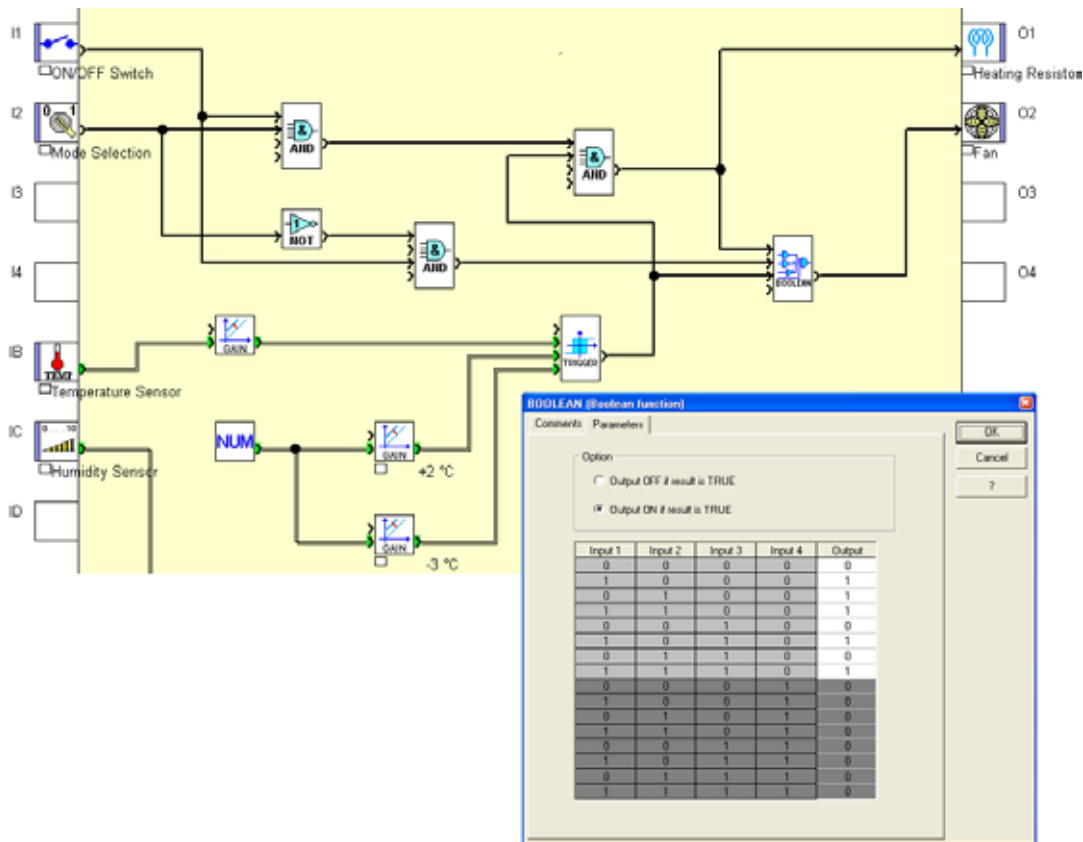 I1
ON/OFF Switch
I2
0 1
Mode Selection
I3
I4
IB
TEMP
Temperature Sensor
IC
0....10
Humidity Sensor
ID
AND
NOT
AND
AND
BOOLEAN
GAIN
TRIGGER
NUM
GAIN
+2 °C
GAIN
-3 °C
O1
Heating Resistor
O2
Fan
O3
O4
BOOLEAN (Boolean function)
Comments Parameters
OK
Cancel
?
Option
Output OFF if result is TRUE
Output ON if result is TRUE
Input 1 Input 2 Input 3 Input 4 Output
0 0 0 0 0
1 0 0 0 1
0 1 0 0 1
1 1 0 0 1
0 0 1 0 0
1 0 1 0 1
0 1 1 0 0
1 1 1 0 1
0 0 0 1 0
1 0 0 1 0
0 1 0 1 0
1 1 0 1 0
0 0 1 1 0
1 0 1 1 0
0 1 1 1 0
1 1 1 1 0